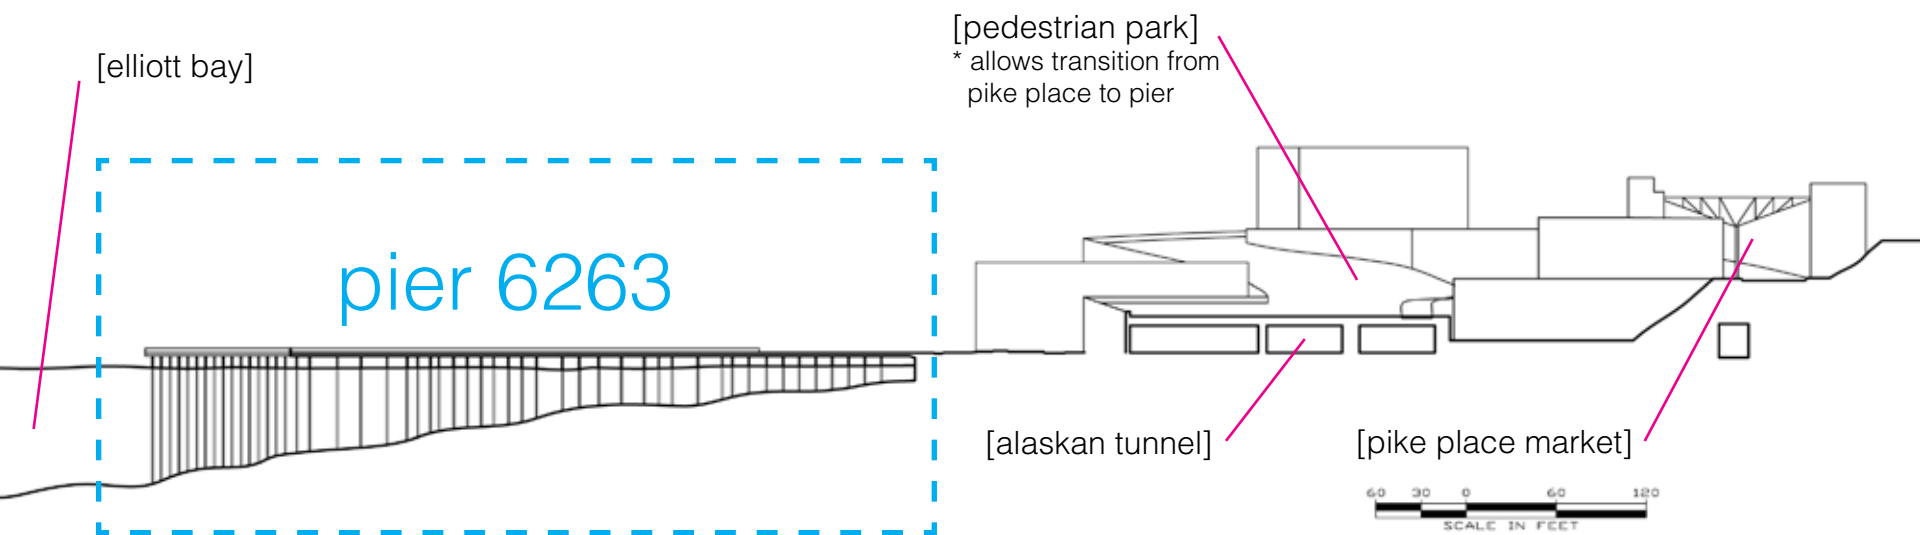 [elliott bay]
[pedestrian park]
* allows transition from
pike place to pier
pier 6263
[alaskan tunnel]
[pike place market]
60 30 0 60 120
SCALE IN FEET